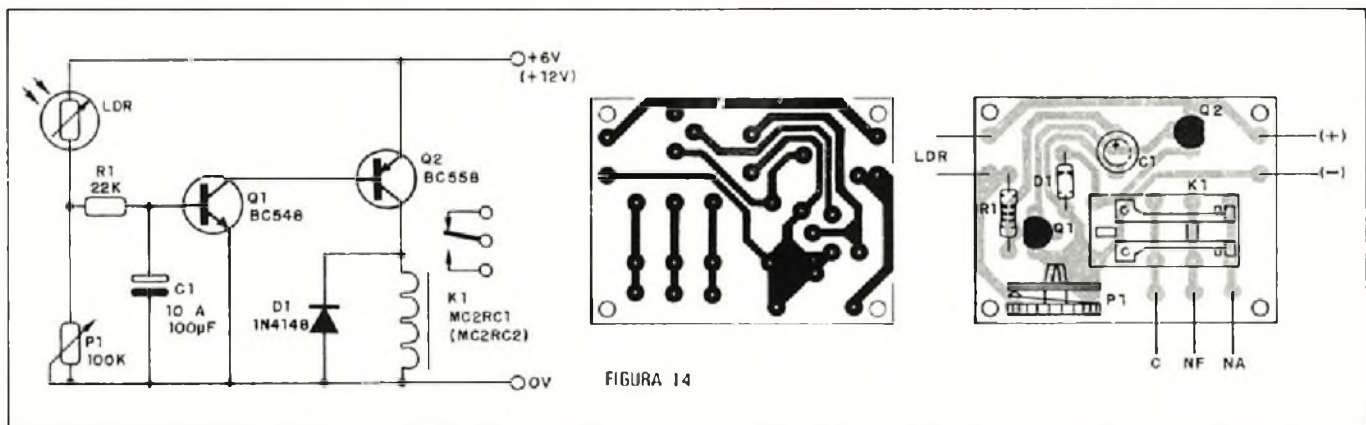 LDR
R1
22K
C1
10 A
100µF
P1
100K
Q1
BC548
Q2
BC558
D1
1N4148
K1
MC2RC1
(MC2RC2)
+6V
(+12V)
0V
FIGURA 14
LDR
R1
Q1
D1
C1
Q2
K1
P1
(+)
(-)
C NF NA